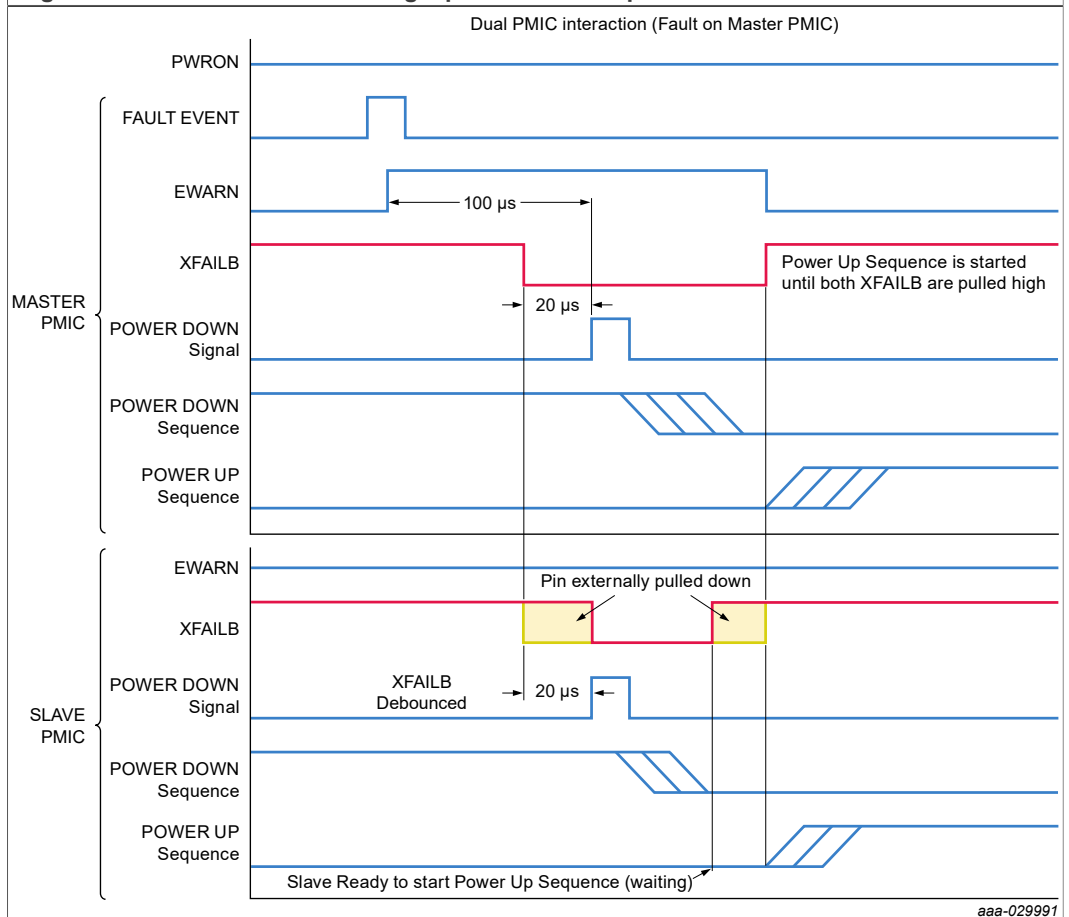 Dual PMIC interaction (Fault on Master PMIC)
PWRON
FAULT EVENT
EWARN
100 µs
XFAILB
Power Up Sequence is started
until both XFAILB are pulled high
MASTER
PMIC
20 µs
POWER DOWN
Signal
POWER DOWN
Sequence
POWER UP
Sequence
EWARN
Pin externally pulled down
XFAILB
POWER DOWN
Signal
XFAILB
Debounced
20 µs
SLAVE
PMIC
POWER DOWN
Sequence
POWER UP
Sequence
Slave Ready to start Power Up Sequence (waiting)
aaa-029991